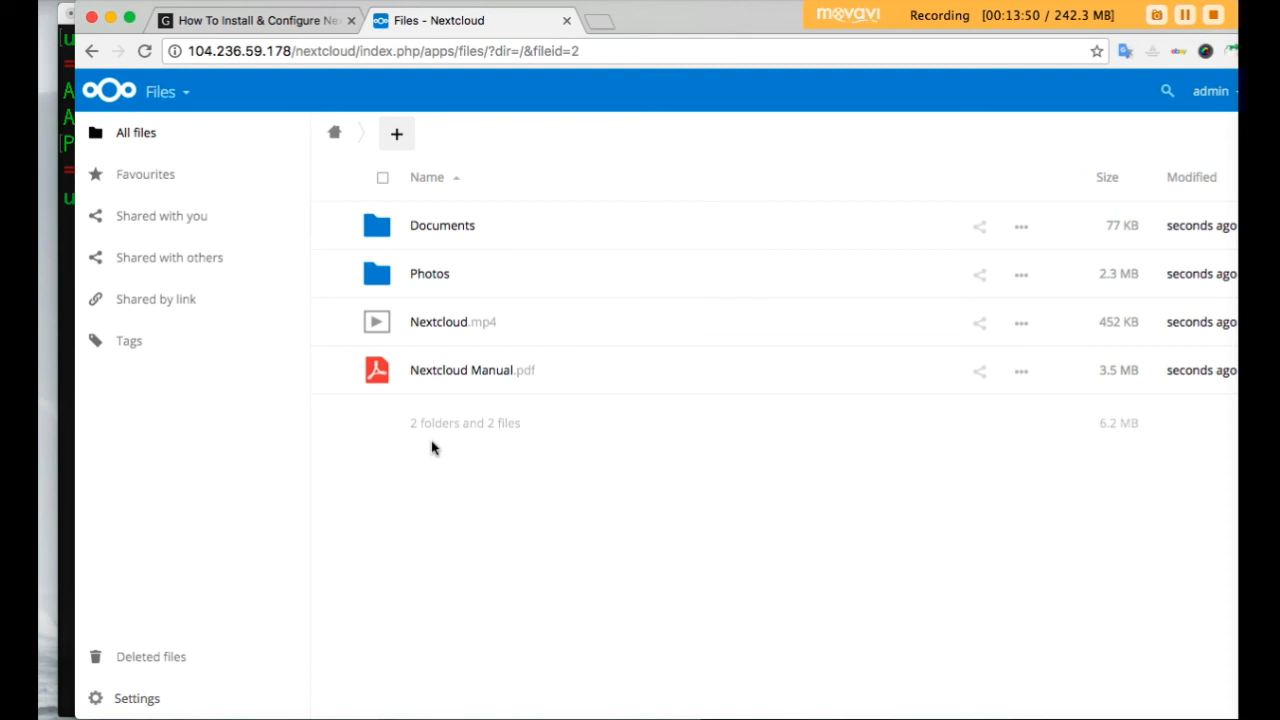 How To Install & Configure Ne
Files - Nextcloud
movavi
Recording [00:13:50 / 242.3 MB]
104.236.59.178/nextcloud/index.php/apps/files/?dir=/&fileid=2
ebay
Files
admin
All files
Favourites
Shared with you
Shared with others
Shared by link
Tags
Deleted files
Settings
+
Name Size Modified
Documents 77 KB seconds ago
Photos 2.3 MB seconds ago
Nextcloud.mp4 452 KB seconds ago
Nextcloud Manual.pdf 3.5 MB seconds ago
2 folders and 2 files 6.2 MB